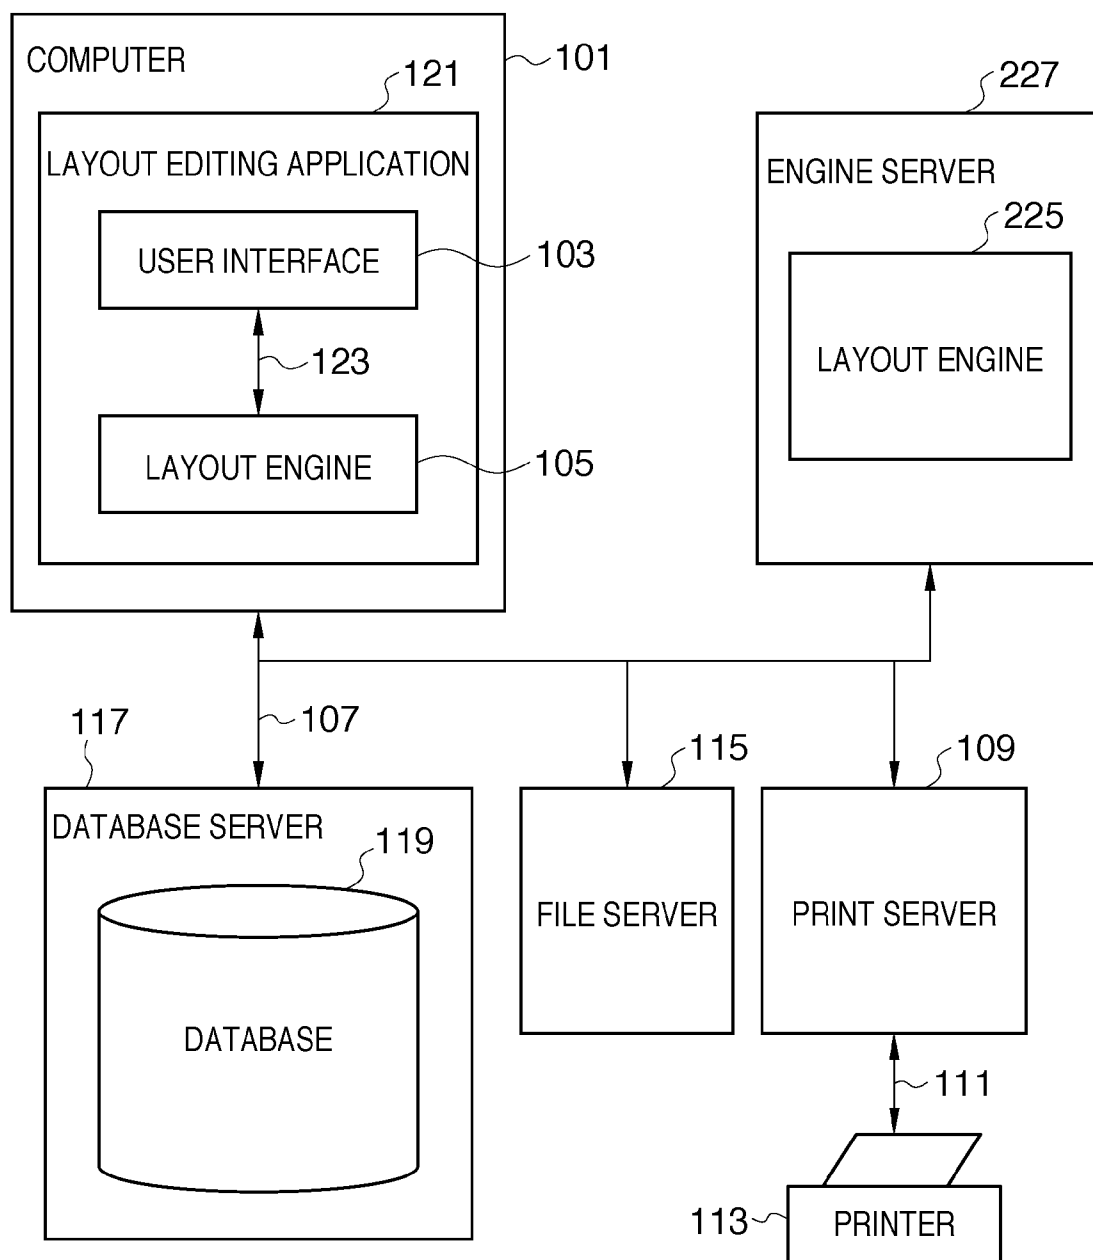 COMPUTER
101
121
LAYOUT EDITING APPLICATION
USER INTERFACE
103
123
LAYOUT ENGINE
105
227
ENGINE SERVER
225
LAYOUT ENGINE
107
117
DATABASE SERVER
119
DATABASE
115
FILE SERVER
109
PRINT SERVER
111
113
PRINTER